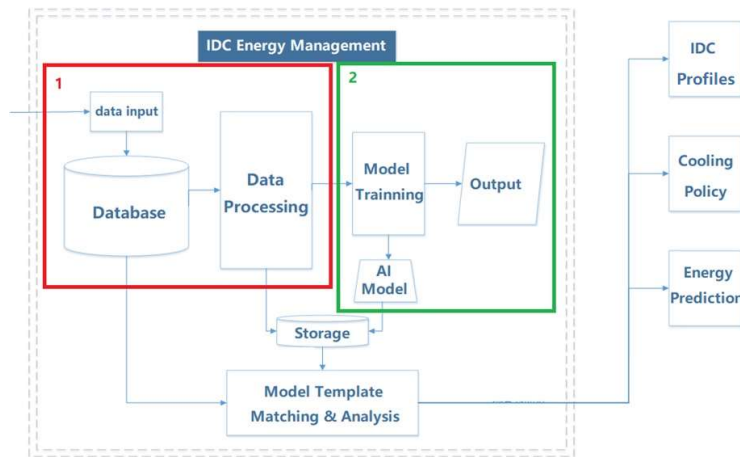 IDC Energy Management
1
2
data input
Database
Data
Processing
Model
Trainning
Output
AI
Model
Storage
Model Template
Matching & Analysis
IDC
Profiles
Cooling
Policy
Energy
Prediction